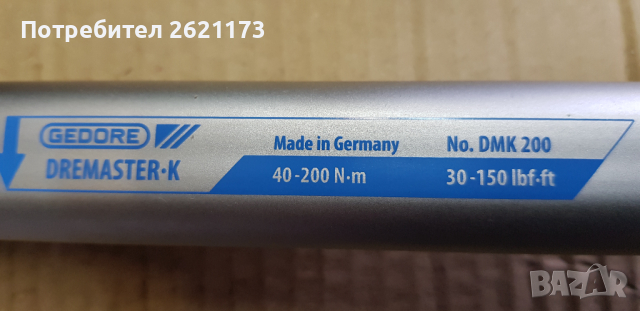 Потребител 2621173
GEDORE
DREMASTER·K
Made in Germany
No. DMK 200
40-200 N·m
30-150 lbf·ft
BAZAR